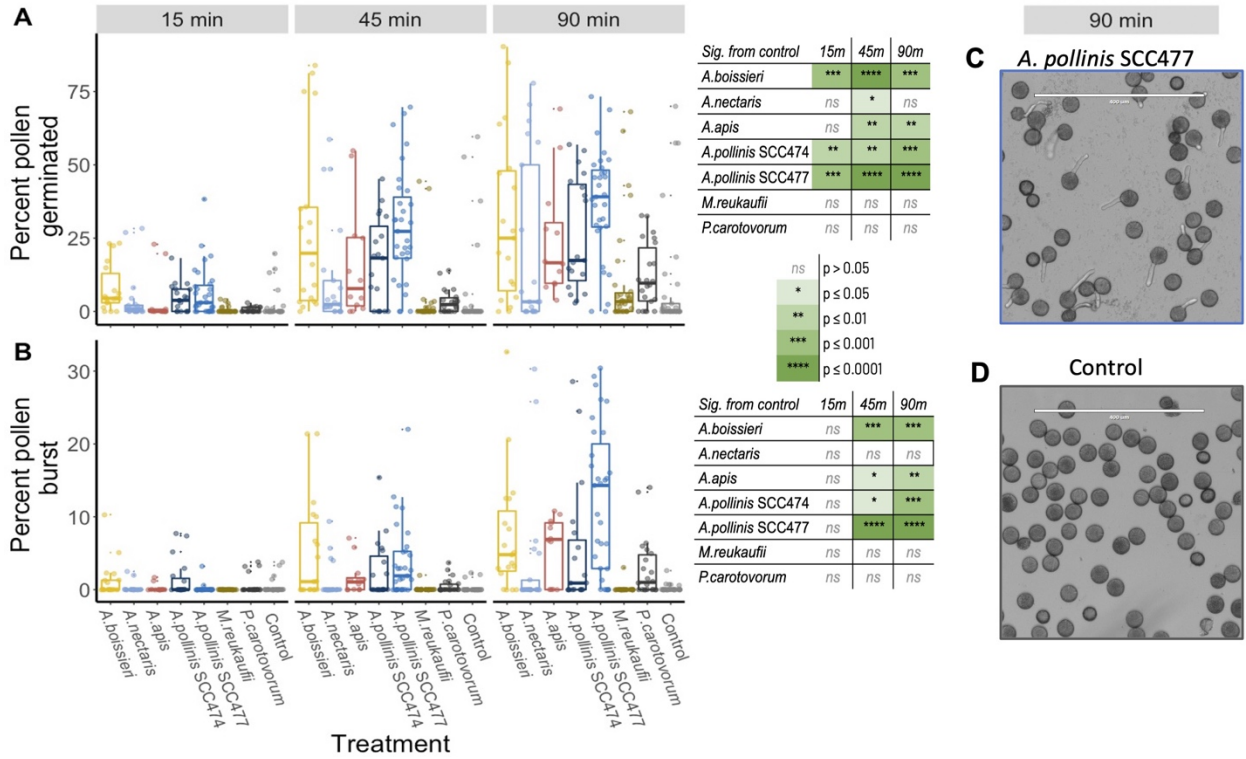 A
15 min
45 min
90 min
Percent pollen
germinated
75
50
25
0
Sig. from control 15m 45m 90m
A.boissieri *** **** ***
A.nectaris ns * ns
A.apis ns ** **
A.pollinis SCC474 ** ** ***
A.pollinis SCC477 *** **** ****
M.reukaufii ns ns ns
P.carotovorum ns ns ns
ns p > 0.05
* p ≤ 0.05
** p ≤ 0.01
*** p ≤ 0.001
**** p ≤ 0.0001
B
Percent pollen
burst
30
20
10
0
Sig. from control 15m 45m 90m
A.boissieri ns *** ***
A.nectaris ns ns ns
A.apis ns * **
A.pollinis SCC474 ns * ***
A.pollinis SCC477 ns **** ****
M.reukaufii ns ns ns
P.carotovorum ns ns ns
A.boissieri
A.nectaris
A.apis
A.pollinis SCC474
A.pollinis SCC477
M.reukaufii
P.carotovorum
Control
A.boissieri
A.nectaris
A.apis
A.pollinis SCC474
A.pollinis SCC477
M.reukaufii
P.carotovorum
Control
A.boissieri
A.nectaris
A.apis
A.pollinis SCC474
A.pollinis SCC477
M.reukaufii
P.carotovorum
Control
Treatment
90 min
C
A. pollinis SCC477
D
Control